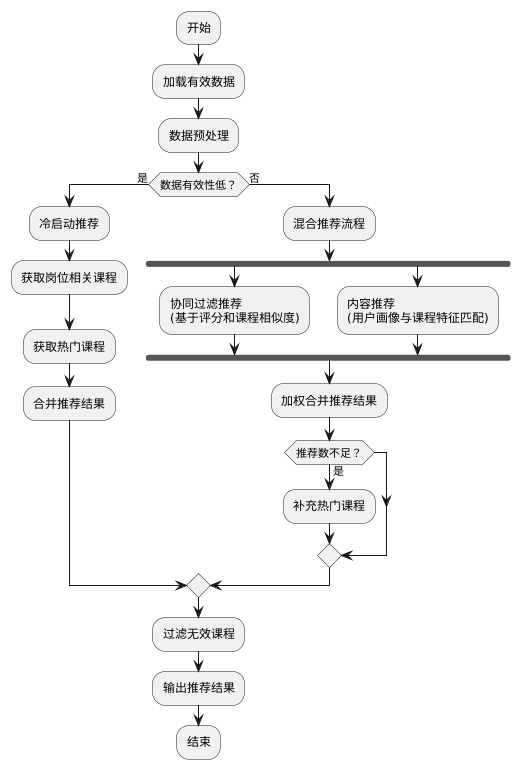 开始
加载有效数据
数据预处理
数据有效性低？
是
否
冷启动推荐
获取岗位相关课程
获取热门课程
合并推荐结果
混合推荐流程
协同过滤推荐
(基于评分和课程相似度)
内容推荐
(用户画像与课程特征匹配)
加权合并推荐结果
推荐数不足？
是
补充热门课程
过滤无效课程
输出推荐结果
结束